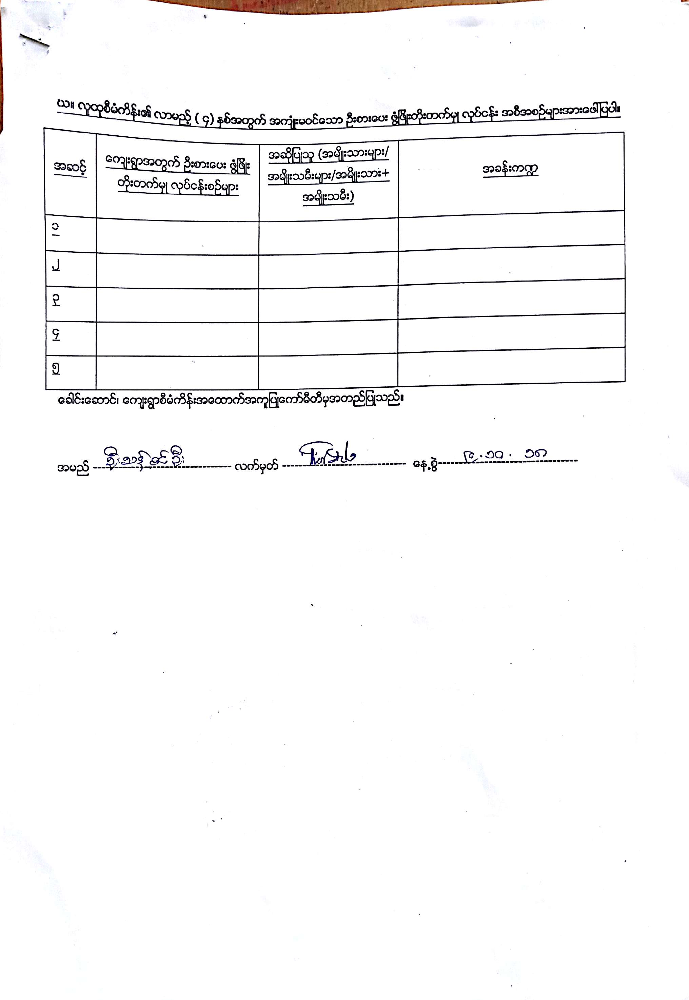 ဃ။ လူထုစီမံကိန်း၏ လာမည့် ( ၄) နှစ်အတွက် အကျုံးမဝင်သော ဦးစားပေး ဖွံ့ဖြိုးတိုးတက်မှု လုပ်ငန်း အစီအစဉ်များအားဖေါ်ပြပါ။
အဆင့်
ကျေးရွာအတွက် ဦးစားပေး ဖွံ့ဖြိုး
တိုးတက်မှု လုပ်ငန်းစဉ်များ
အဆိုပြုသူ (အမျိုးသားများ/
အမျိုးသမီးများ/အမျိုးသား+
အမျိုးသမီး)
အခန်းကဏ္ဍ
၁
၂
၃
၄
၅
ခေါင်းဆောင်၊ ကျေးရွာစီမံကိန်းအထောက်အကူပြုကော်မီတီမှအတည်ပြုသည်။
အမည် ဦးသန့်ဝင်ဦး လက်မှတ် နေ့စွဲ ၄.၁၀.၁၈